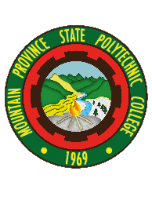 MOUNTAIN PROVINCE STATE POLYTECHNIC COLLEGE
1969